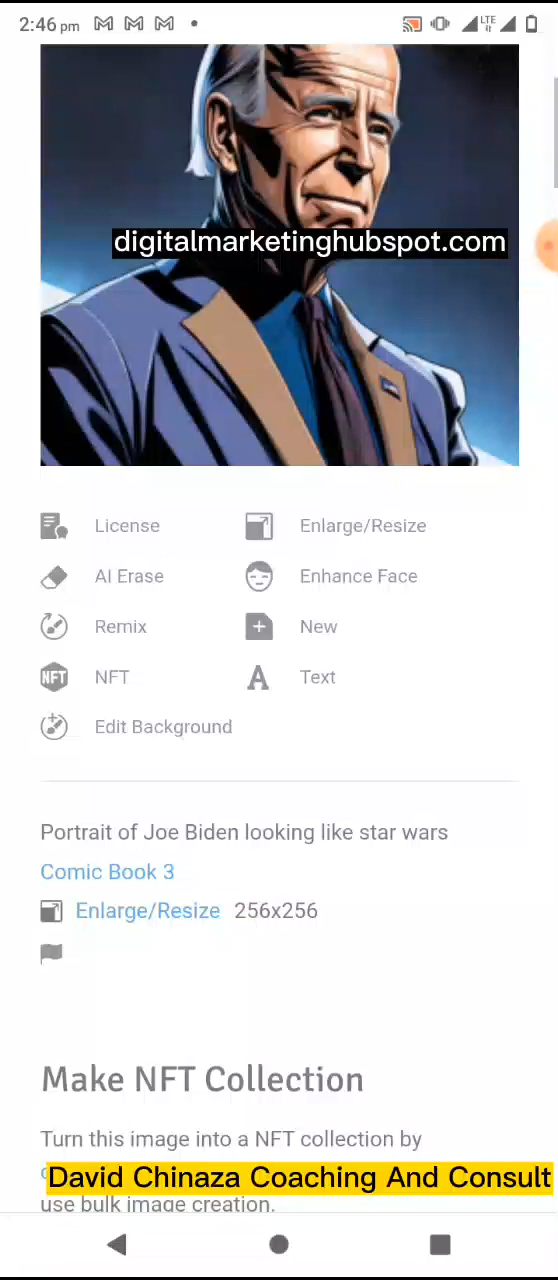 2:46 pm
LTE
digitalmarketinghubspot.com
License
Enlarge/Resize
AI Erase
Enhance Face
Remix
New
NFT
NFT
A
Text
Edit Background
Portrait of Joe Biden looking like star wars
Comic Book 3
Enlarge/Resize 256x256
Make NFT Collection
Turn this image into a NFT collection by
David Chinaza Coaching And Consult
use bulk image creation.